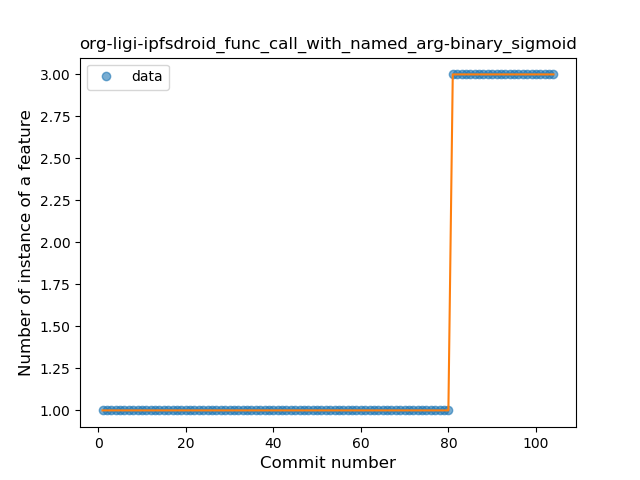 org-ligi-ipfsdroid_func_call_with_named_arg-binary_sigmoid
data
Number of instance of a feature
3.00
2.75
2.50
2.25
2.00
1.75
1.50
1.25
1.00
0 20 40 60 80 100
Commit number